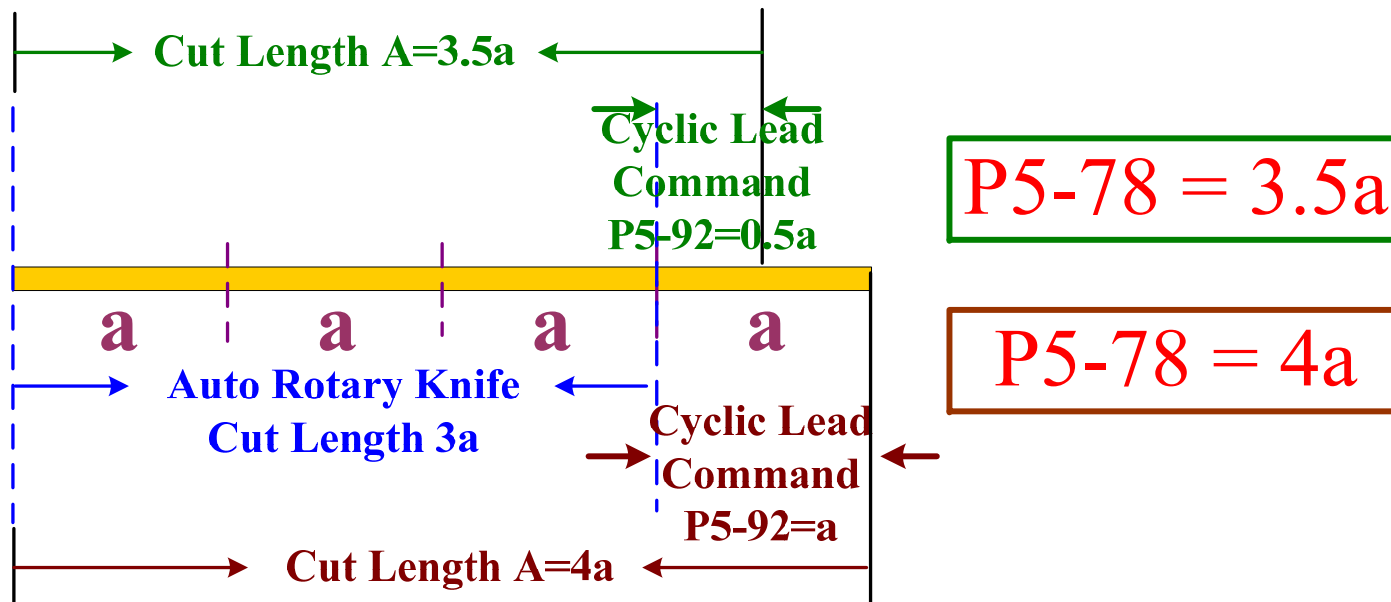 Cut Length A=3.5a
Cyclic Lead
Command
P5-92=0.5a
P5-78 = 3.5a
a a a a
P5-78 = 4a
Auto Rotary Knife
Cut Length 3a
Cyclic Lead
Command
P5-92=a
Cut Length A=4a